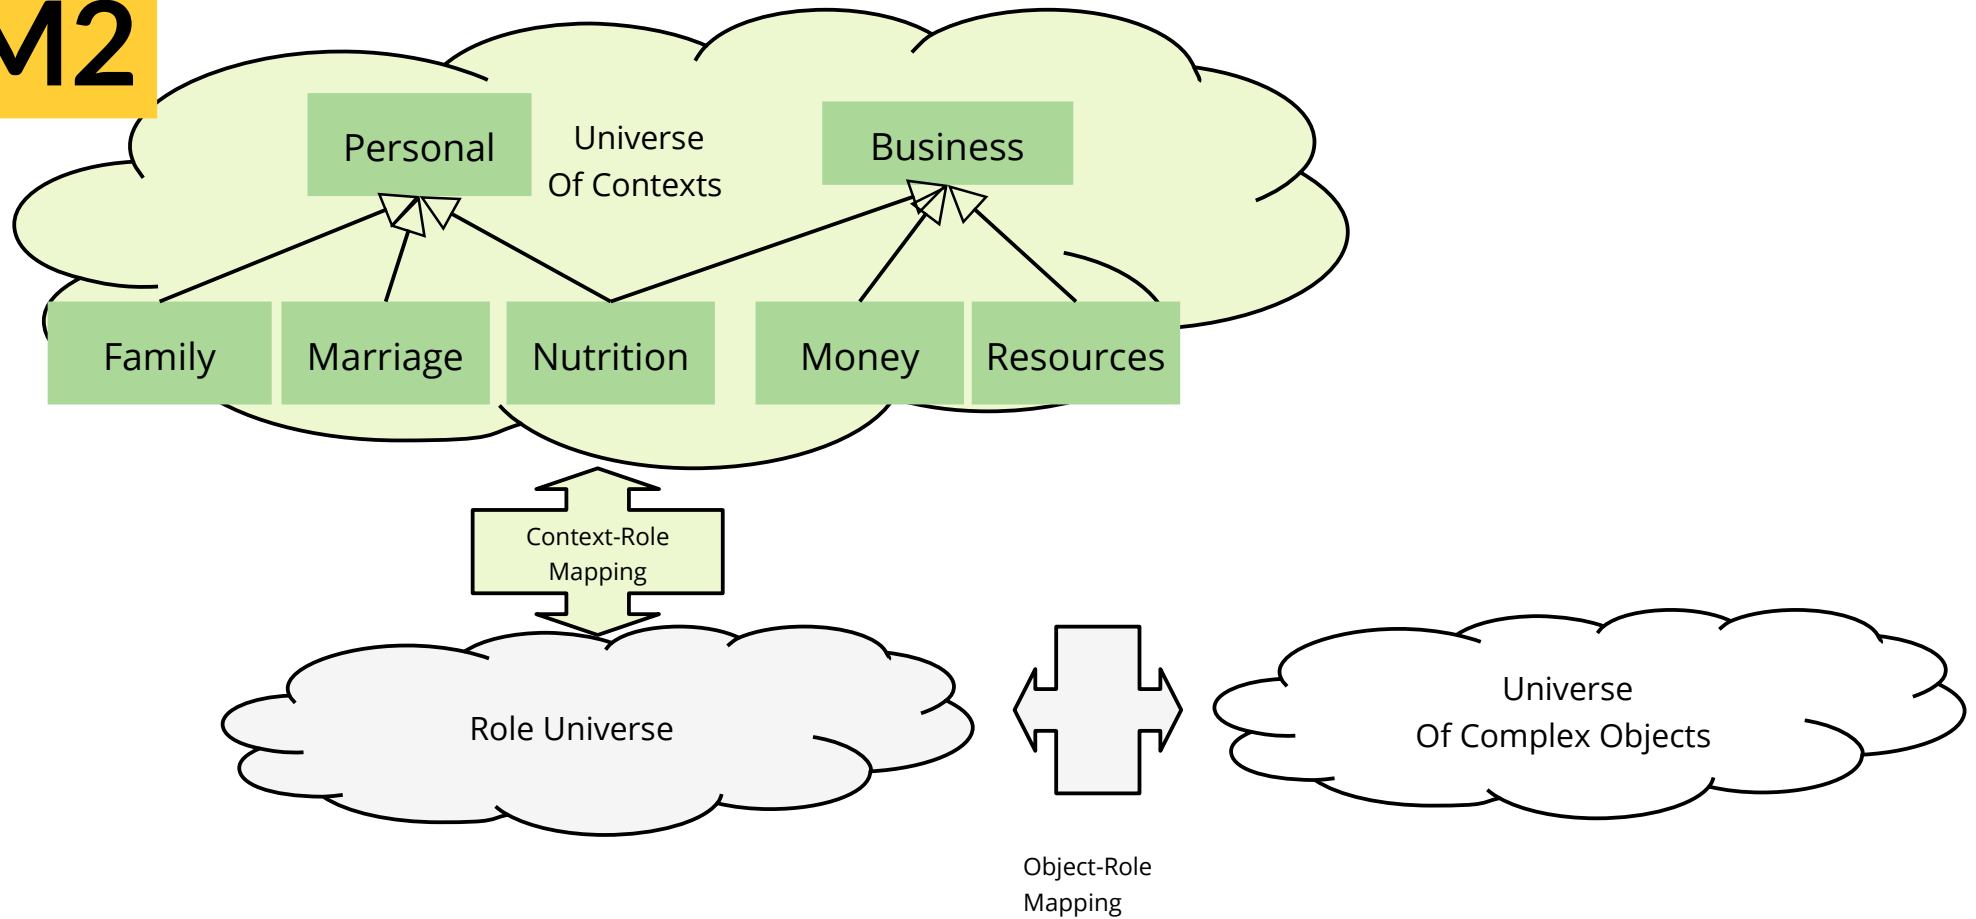 M2
Personal
Universe
Of Contexts
Business
Family
Marriage
Nutrition
Money
Resources
Context-Role
Mapping
Role Universe
Universe
Of Complex Objects
Object-Role
Mapping